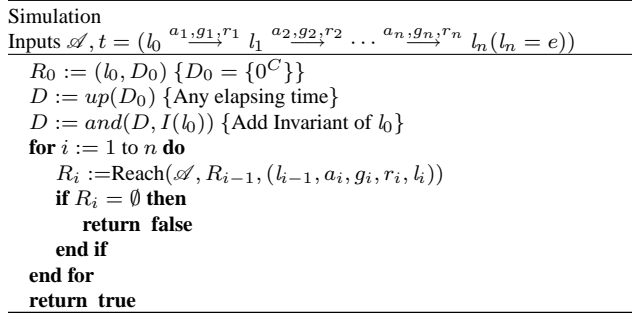 Simulation
Inputs 𝒜, t = (l₀ —a₁,g₁,r₁→ l₁ —a₂,g₂,r₂→ ··· —aₙ,gₙ,rₙ→ lₙ(lₙ = e))
R₀ := (l₀, D₀) {D₀ = {0^C}}
D := up(D₀) {Any elapsing time}
D := and(D, I(l₀)) {Add Invariant of l₀}
for i := 1 to n do
Rᵢ :=Reach(𝒜, Rᵢ₋₁, (lᵢ₋₁, aᵢ, gᵢ, rᵢ, lᵢ))
if Rᵢ = ∅ then
return false
end if
end for
return true